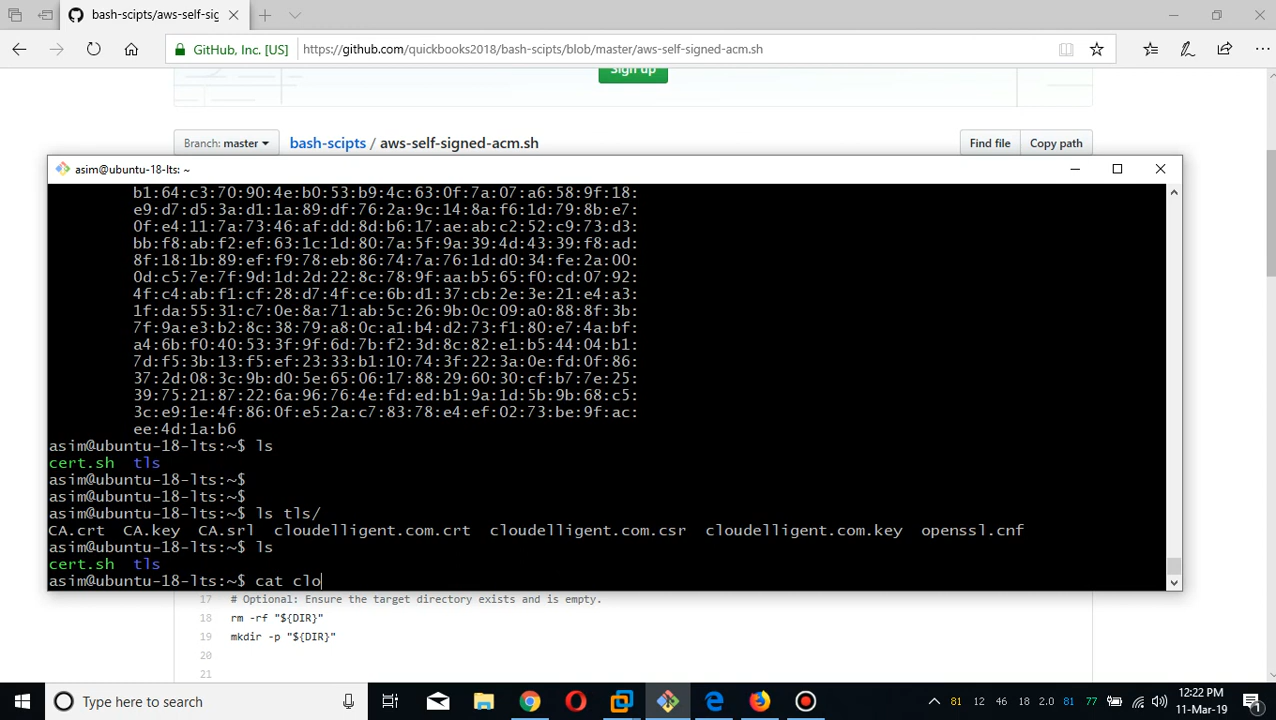 bash-scipts/aws-self-sig
GitHub, Inc. [US]
https://github.com/quickbooks2018/bash-scipts/blob/master/aws-self-signed-acm.sh
Sign up
Branch: master
bash-scipts / aws-self-signed-acm.sh
Find file
Copy path
asim@ubuntu-18-lts: ~
b1:64:c3:70:90:4e:b0:53:b9:4c:63:0f:7a:07:a6:58:9f:18:
e9:d7:d5:3a:d1:1a:89:df:76:2a:9c:14:8a:f6:1d:79:8b:e7:
0f:e4:11:7a:73:46:af:dd:8d:b6:17:ae:ab:c2:52:c9:73:d3:
bb:f8:ab:f2:ef:63:1c:1d:80:7a:5f:9a:39:4d:43:39:f8:ad:
8f:18:1b:89:ef:f9:78:eb:86:74:7a:76:1d:d0:34:fe:2a:00:
0d:c5:7e:7f:9d:1d:2d:22:8c:78:9f:aa:b5:65:f0:cd:07:92:
4f:c4:ab:f1:cf:28:d7:4f:ce:6b:d1:37:cb:2e:3e:21:e4:a3:
1f:da:55:31:c7:0e:8a:71:ab:5c:26:9b:0c:09:a0:88:8f:3b:
7f:9a:e3:b2:8c:38:79:a8:0c:a1:b4:d2:73:f1:80:e7:4a:bf:
a4:6b:f0:40:53:3f:9f:6d:7b:f2:3d:8c:82:e1:b5:44:04:b1:
7d:f5:3b:13:f5:ef:23:33:b1:10:74:3f:22:3a:0e:fd:0f:86:
37:2d:08:3c:9b:d0:5e:65:06:17:88:29:60:30:cf:b7:7e:25:
39:75:21:87:22:6a:96:76:4e:fd:ed:b1:9a:1d:5b:9b:68:c5:
3c:e9:1e:4f:86:0f:e5:2a:c7:83:78:e4:ef:02:73:be:9f:ac:
ee:4d:1a:b6
asim@ubuntu-18-lts:~$ ls
cert.sh tls
asim@ubuntu-18-lts:~$
asim@ubuntu-18-lts:~$
asim@ubuntu-18-lts:~$ ls tls/
CA.crt CA.key CA.srl cloudelligent.com.crt cloudelligent.com.csr cloudelligent.com.key openssl.cnf
asim@ubuntu-18-lts:~$ ls
cert.sh tls
asim@ubuntu-18-lts:~$ cat clo
17 # Optional: Ensure the target directory exists and is empty.
18 rm -rf "${DIR}"
19 mkdir -p "${DIR}"
20
21
Type here to search
81 12 46 18 2.0 81 77
12:22 PM
11-Mar-19